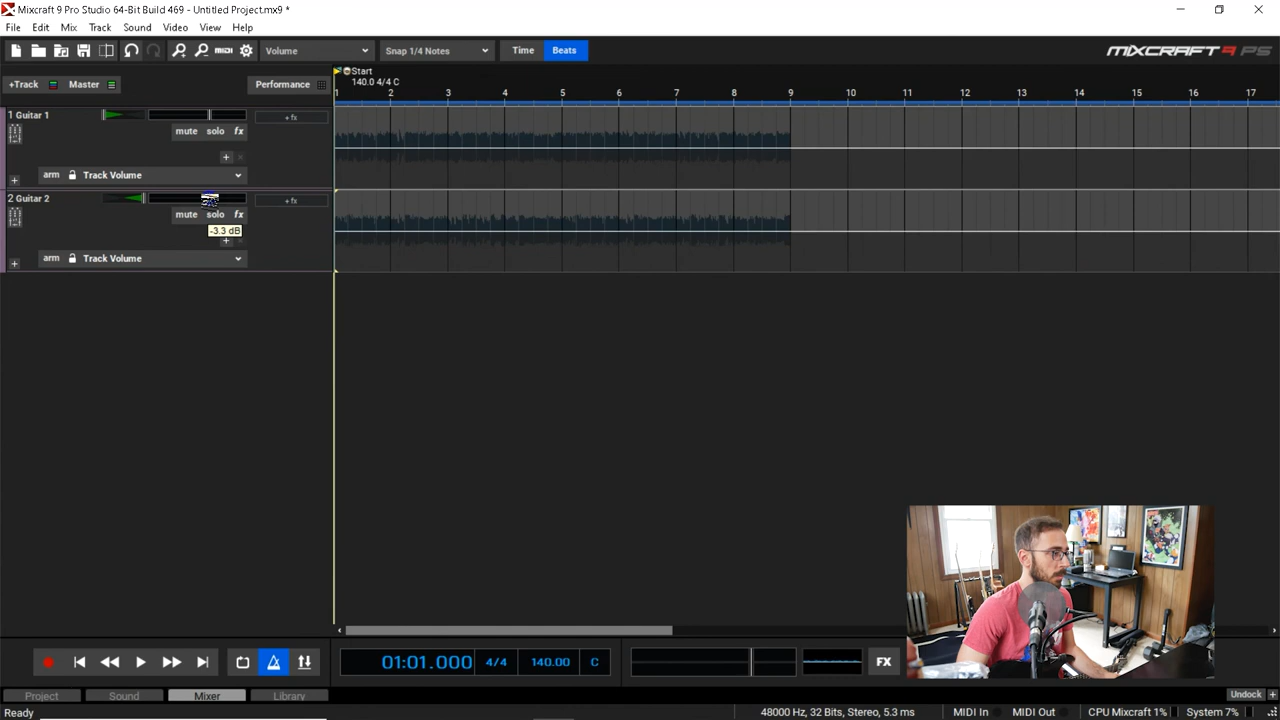 Mixcraft 9 Pro Studio 64-Bit Build 469 - Untitled Project.mx9 *
File Edit Mix Track Sound Video View Help
MIDI Volume Snap 1/4 Notes Time Beats MIXCRAFT 9 PS
+Track Master Performance
Start
140.0 4/4 C
1 2 3 4 5 6 7 8 9 10 11 12 13 14 15 16 17
1 Guitar 1 + fx
mute solo fx
arm Track Volume
2 Guitar 2 + fx
mute solo fx
-3.3 dB
arm Track Volume
01:01.000 4/4 140.00 C FX
Project Sound Mixer Library Undock
Ready 48000 Hz, 32 Bits, Stereo, 5.3 ms MIDI In MIDI Out CPU Mixcraft 1% System 7%